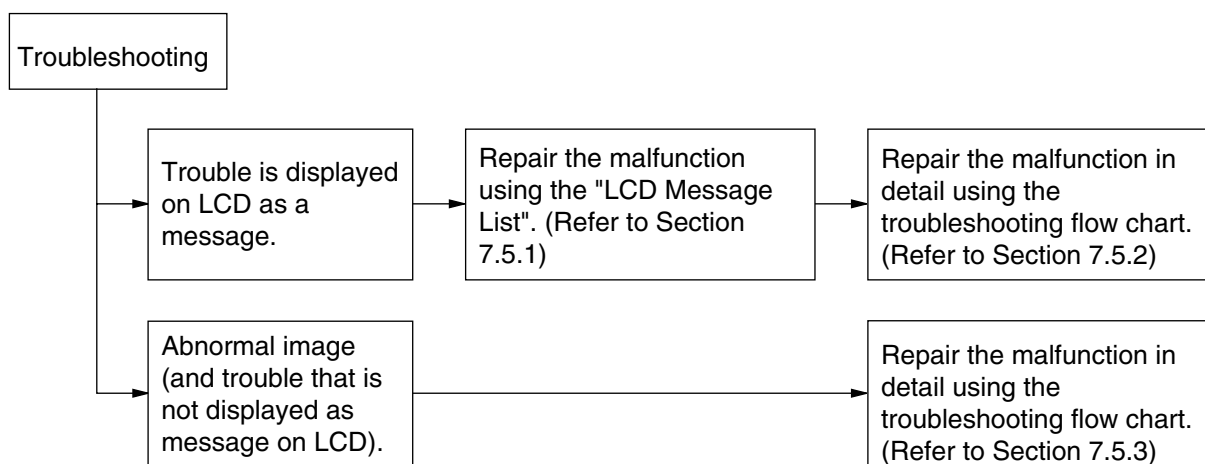 Troubleshooting
Trouble is displayed
on LCD as a
message.
Repair the malfunction
using the "LCD Message
List". (Refer to Section
7.5.1)
Repair the malfunction in
detail using the
troubleshooting flow chart.
(Refer to Section 7.5.2)
Abnormal image
(and trouble that is
not displayed as
message on LCD).
Repair the malfunction in
detail using the
troubleshooting flow chart.
(Refer to Section 7.5.3)